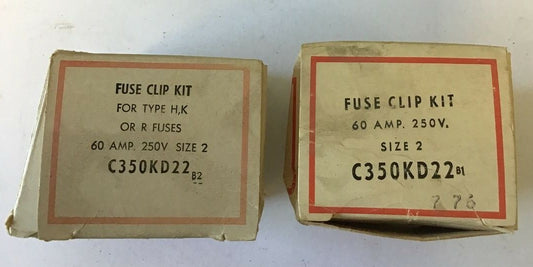 FUSE CLIP KIT
FOR TYPE H,K
OR R FUSES
60 AMP. 250V SIZE 2
C350KD22 B2
FUSE CLIP KIT
60 AMP. 250V.
SIZE 2
C350KD22 B1
7 76